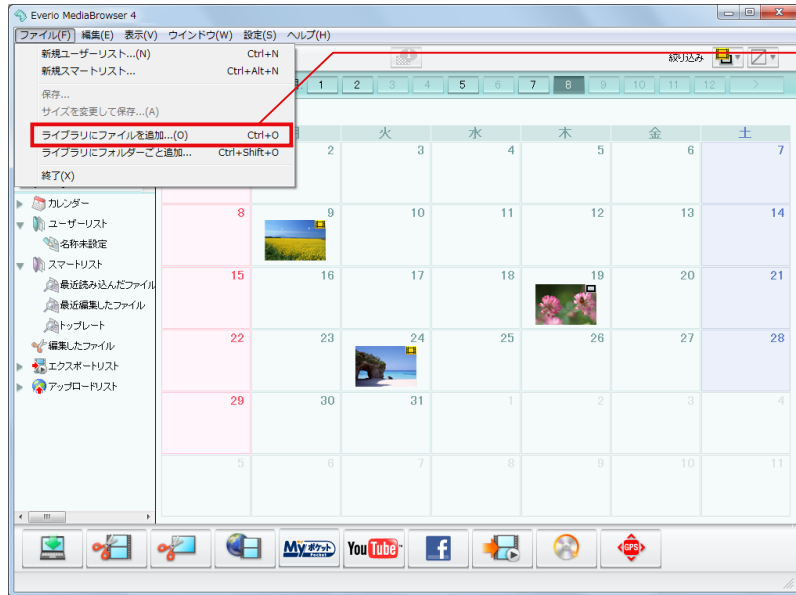 Everio MediaBrowser 4
ファイル(F) 編集(E) 表示(V) ウインドウ(W) 設定(S) ヘルプ(H)
新規ユーザーリスト...(N) Ctrl+N
新規スマートリスト... Ctrl+Alt+N
保存...
サイズを変更して保存...(A)
ライブラリにファイルを追加...(O) Ctrl+O
ライブラリにフォルダーごと追加... Ctrl+Shift+O
終了(X)
絞り込み
1 2 3 4 5 6 7 8 9 10 11 12
火 水 木 金 土
2 3 4 5 6 7
8 9 10 11 12 13 14
15 16 17 18 19 20 21
22 23 24 25 26 27 28
29 30 31 1 2 3 4
5 6 7 8 9 10 11
カレンダー
ユーザーリスト
名称未設定
スマートリスト
最近読み込んだファイル
最近編集したファイル
トップレート
編集したファイル
エクスポートリスト
アップロードリスト
Myポケット Pocket
YouTube
f
GPS